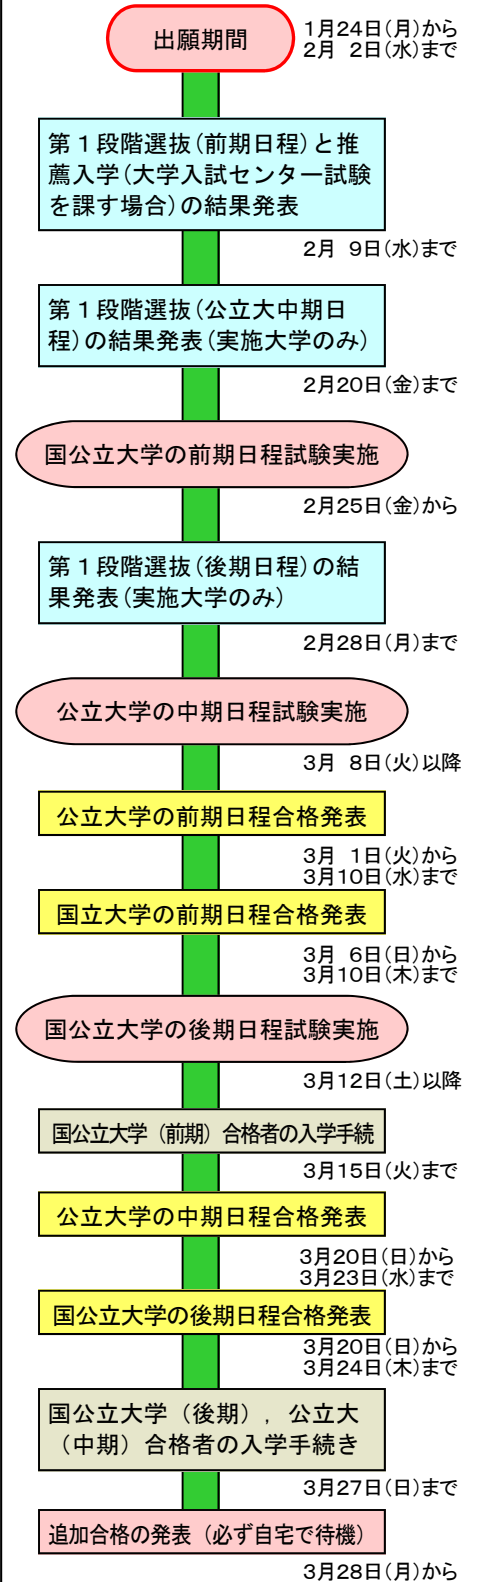 出願期間
1月24日(月)から
2月 2日(水)まで
第1段階選抜(前期日程)と推
薦入学(大学入試センター試験
を課す場合)の結果発表
2月 9日(水)まで
第1段階選抜(公立大中期日
程)の結果発表(実施大学のみ)
2月20日(金)まで
国公立大学の前期日程試験実施
2月25日(金)から
第1段階選抜(後期日程)の結
果発表(実施大学のみ)
2月28日(月)まで
公立大学の中期日程試験実施
3月 8日(火)以降
公立大学の前期日程合格発表
3月 1日(火)から
3月10日(水)まで
国立大学の前期日程合格発表
3月 6日(日)から
3月10日(木)まで
国公立大学の後期日程試験実施
3月12日(土)以降
国公立大学(前期)合格者の入学手続
3月15日(火)まで
公立大学の中期日程合格発表
3月20日(日)から
3月23日(水)まで
国公立大学の後期日程合格発表
3月20日(日)から
3月24日(木)まで
国公立大学(後期),公立大
(中期)合格者の入学手続き
3月27日(日)まで
追加合格の発表(必ず自宅で待機)
3月28日(月)から